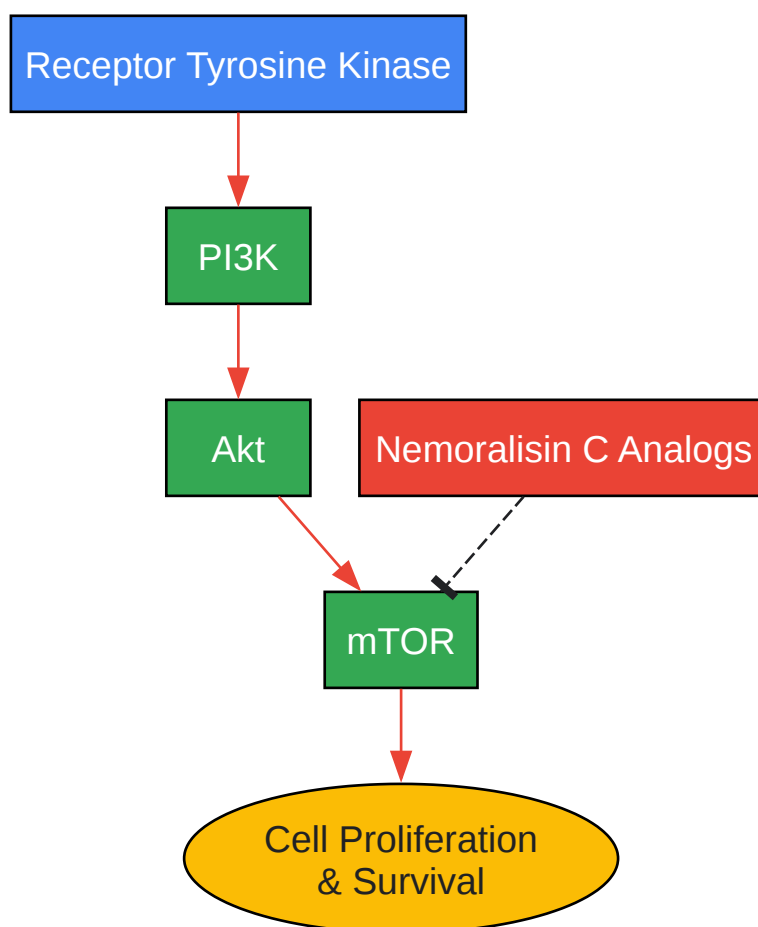 Receptor Tyrosine Kinase
PI3K
Akt
Nemoralisin C Analogs
mTOR
Cell Proliferation
& Survival